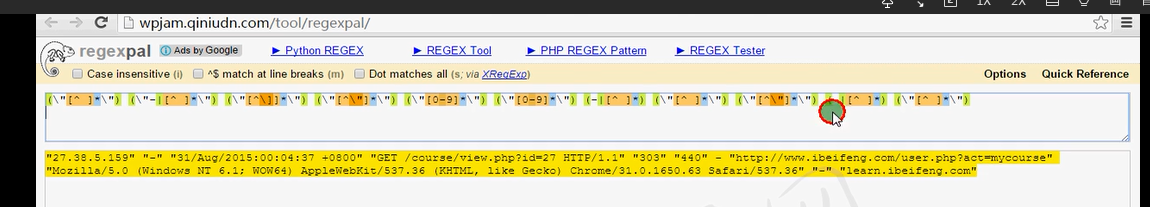 1X 2X
wpjam.qiniudn.com/tool/regexpal/
regexpal Ads by Google ► Python REGEX ► REGEX Tool ► PHP REGEX Pattern ► REGEX Tester
Case insensitive (i) ^$ match at line breaks (m) Dot matches all (s; via XRegExp) Options Quick Reference
(\"[^ ]*\") (\"-|[^ ]*\") (\"[^\]]*\") (\"[^\"]*\") (\"[0-9]*\") (\"[0-9]*\") (-|[^ ]*) (\"[^ ]*\") (\"[^\"]*\") |[^ ]*) (\"[^ ]*\")
"27.38.5.159" "-" "31/Aug/2015:00:04:37 +0800" "GET /course/view.php?id=27 HTTP/1.1" "303" "440" - "http://www.ibeifeng.com/user.php?act=mycourse"
"Mozilla/5.0 (Windows NT 6.1; WOW64) AppleWebKit/537.36 (KHTML, like Gecko) Chrome/31.0.1650.63 Safari/537.36" "-" "learn.ibeifeng.com"